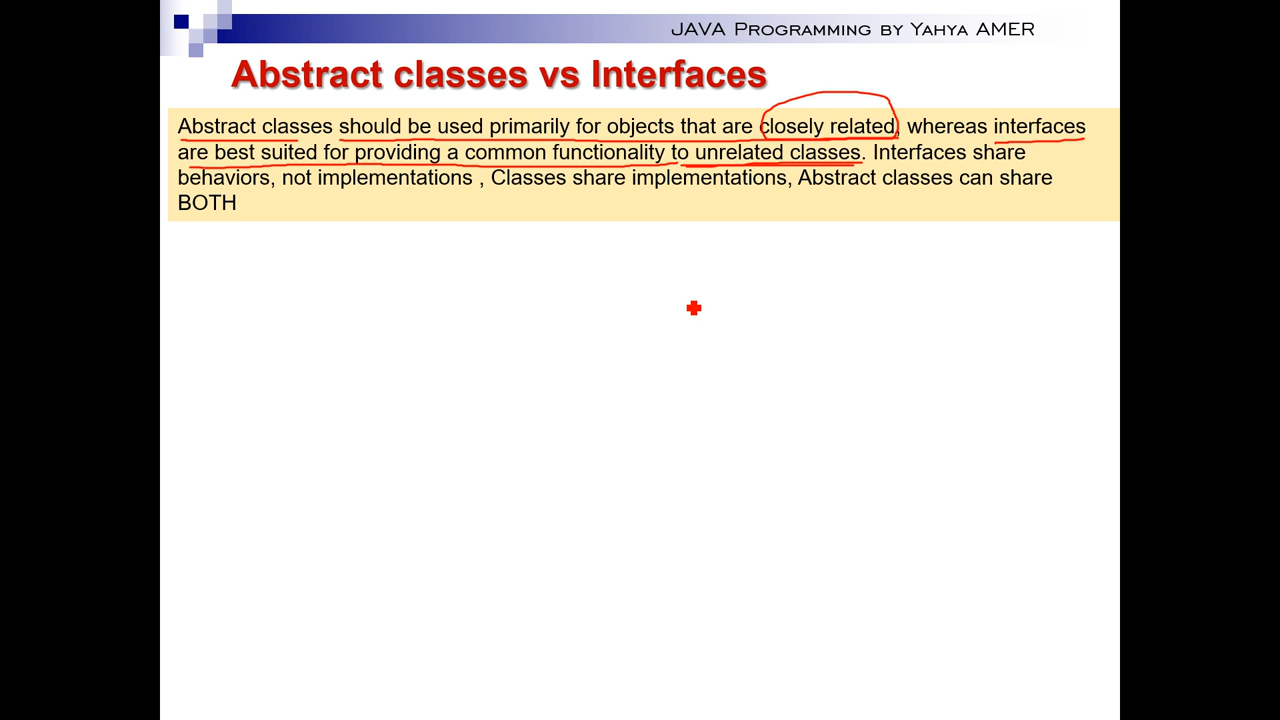 JAVA PROGRAMMING BY YAHYA AMER
Abstract classes vs Interfaces
Abstract classes should be used primarily for objects that are closely related, whereas interfaces
are best suited for providing a common functionality to unrelated classes. Interfaces share
behaviors, not implementations , Classes share implementations, Abstract classes can share
BOTH